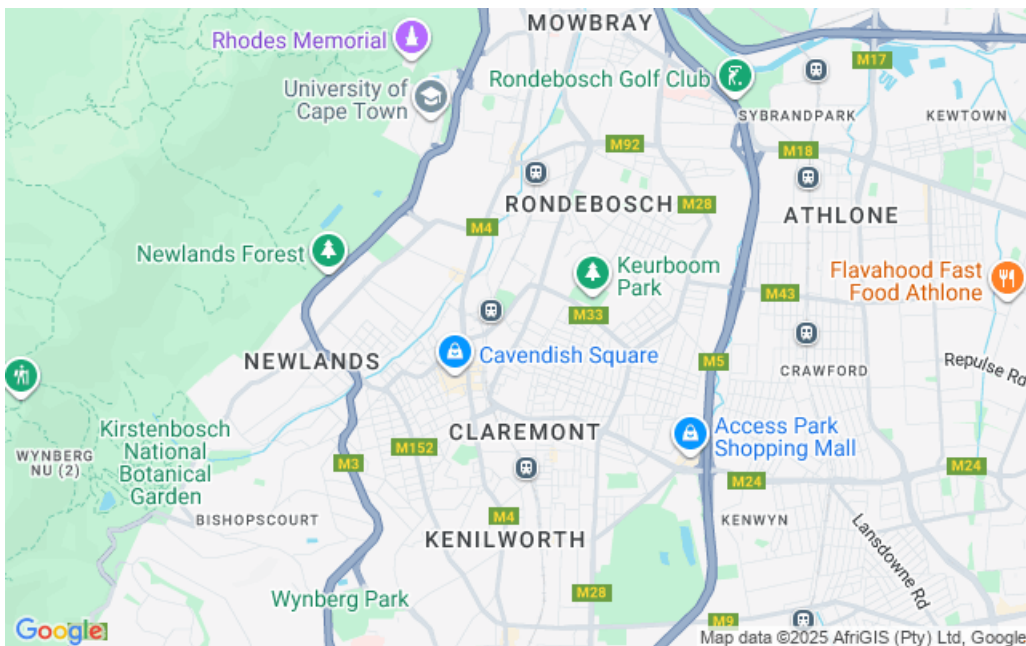 MOWBRAY
Rhodes Memorial
M17
Rondebosch Golf Club
University of
Cape Town
SYBRANDPARK
KEWTOWN
M92
M18
RONDEBOSCH
M28
ATHLONE
M4
Newlands Forest
Keurboom
Park
Flavahood Fast
Food Athlone
M43
M33
NEWLANDS
Cavendish Square
M5
CRAWFORD
Repulse Rd
Kirstenbosch
National
Botanical
Garden
CLAREMONT
Access Park
Shopping Mall
WYNBERG
NU (2)
M152
M3
M24
M24
BISHOPSCOURT
M4
KENWYN
Lansdowne Rd
KENILWORTH
Wynberg Park
M28
M9
Google
Map data ©2025 AfriGIS (Pty) Ltd, Google